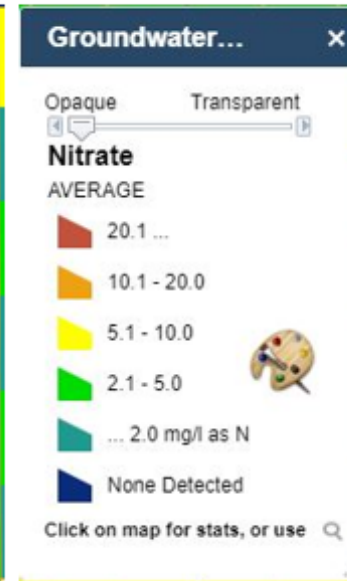 Groundwater... ×
Opaque Transparent
Nitrate
AVERAGE
20.1 ...
10.1 - 20.0
5.1 - 10.0
2.1 - 5.0
... 2.0 mg/l as N
None Detected
Click on map for stats, or use